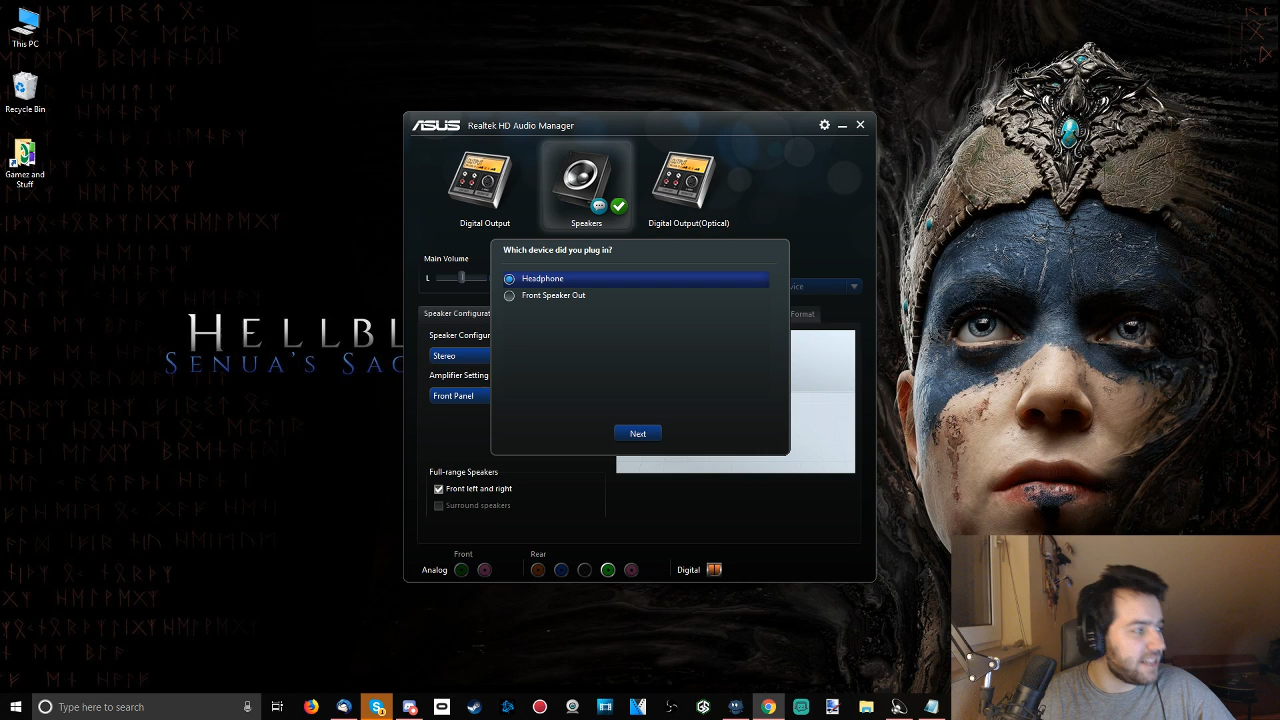 This PC
Recycle Bin
Gamez and
Stuff
HELLBL
SENUA'S SAC
ASUS Realtek HD Audio Manager
Digital Output
Speakers
Digital Output(Optical)
Main Volume
L
Which device did you plug in?
Headphone
Front Speaker Out
Next
vice
Speaker Configurat
Format
Speaker Configur
Stereo
Amplifier Setting
Front Panel
Full-range Speakers
Front left and right
Surround speakers
Front
Rear
Analog
Digital
Type here to search